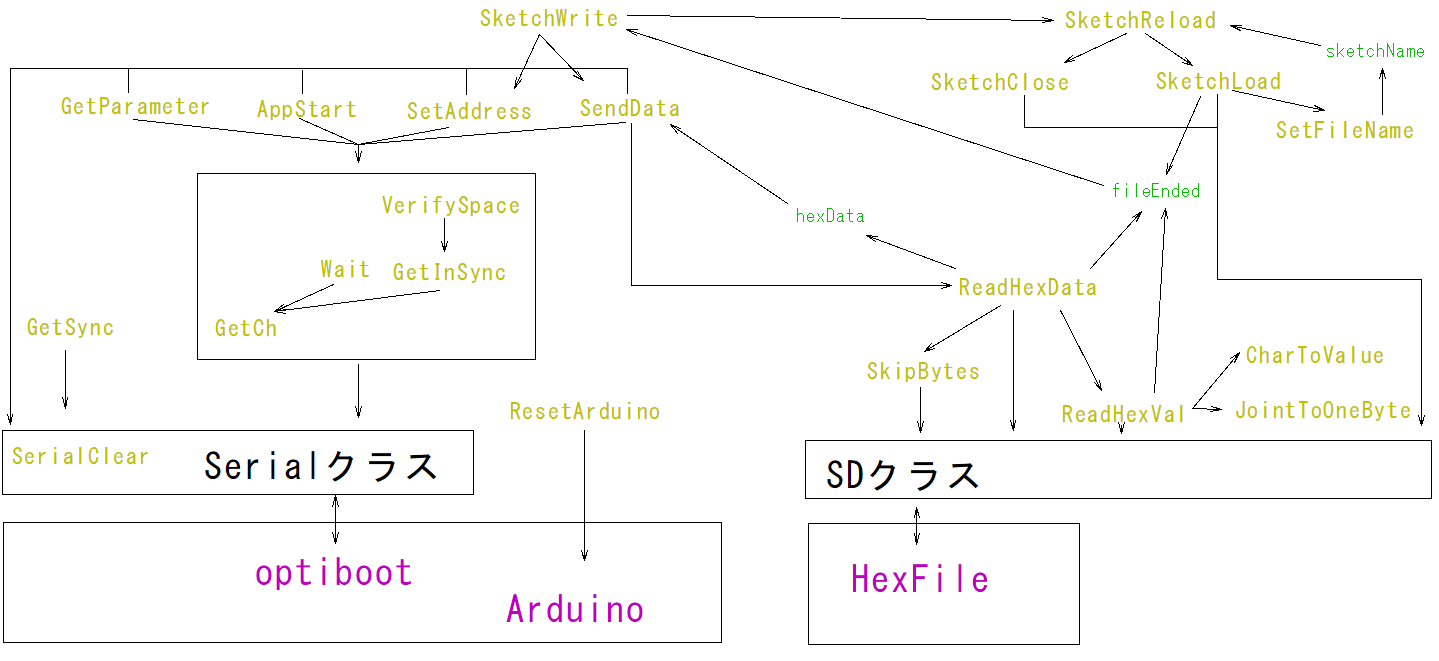 SketchWrite
SketchReload
sketchName
SketchClose
SketchLoad
GetParameter
AppStart
SetAddress
SendData
SetFileName
fileEnded
VerifySpace
hexData
Wait
GetInSync
ReadHexData
GetSync
GetCh
CharToValue
SkipBytes
ResetArduino
ReadHexVal
JointToOneByte
SerialClear
Serialクラス
SDクラス
optiboot
HexFile
Arduino